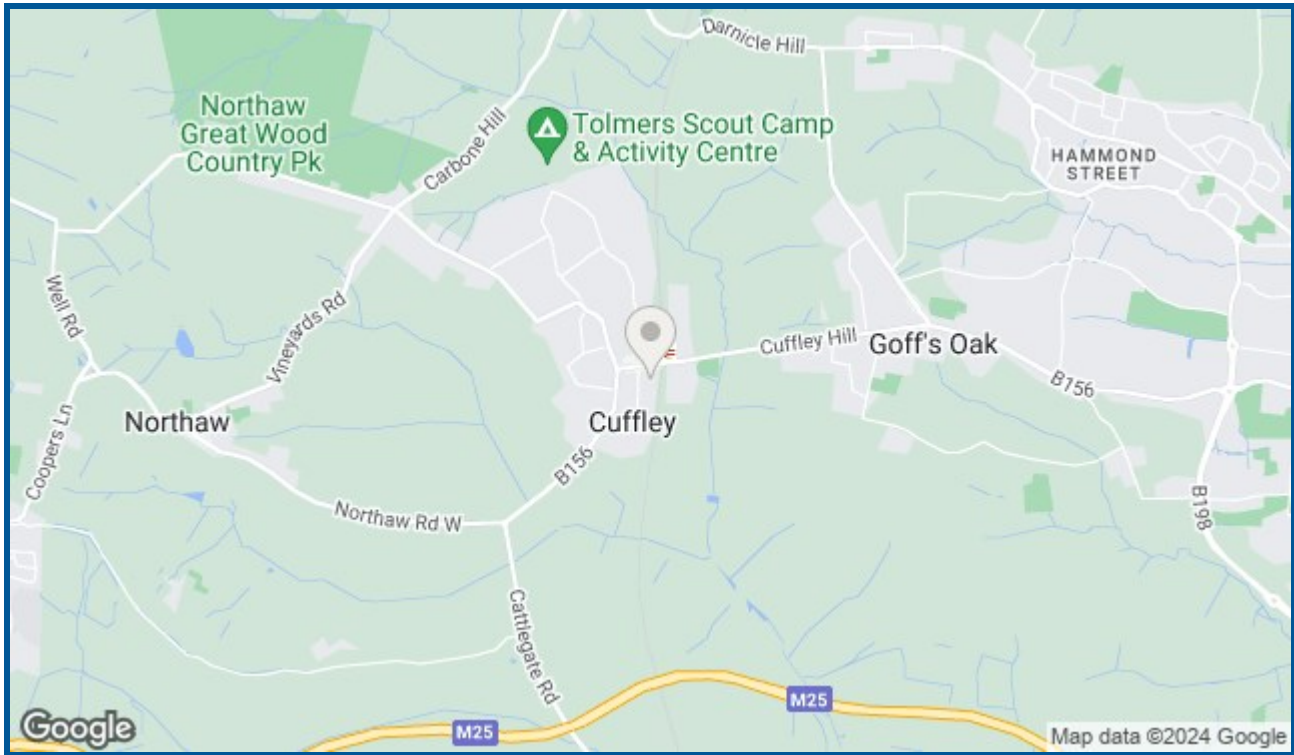 Darnicle Hill
Northaw
Great Wood
Country Pk
Carbone Hill
Tolmers Scout Camp
& Activity Centre
HAMMOND
STREET
Well Rd
Vineyards Rd
Cuffley Hill
Goff's Oak
B156
Coopers Ln
Northaw
Cuffley
B156
Northaw Rd W
B198
Cattlegate Rd
M25
M25
Google
Map data ©2024 Google